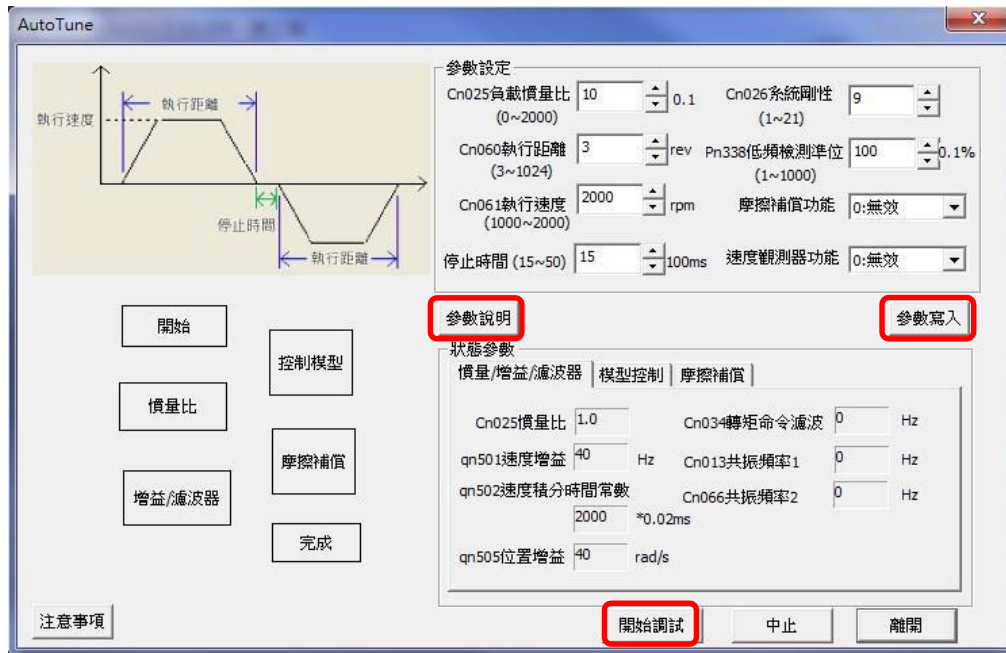 AutoTune
執行速度
執行距離
停止時間
執行距離
參數設定
Cn025負載慣量比 10 0.1
(0~2000)
Cn026系統剛性 9
(1~21)
Cn060執行距離 3 rev
(3~1024)
Pn338低頻檢測準位 100 0.1%
(1~1000)
Cn061執行速度 2000 rpm
(1000~2000)
摩擦補償功能 0:無效
停止時間 (15~50) 15 100ms
速度觀測器功能 0:無效
參數說明
參數寫入
開始
控制模型
慣量比
摩擦補償
增益/濾波器
完成
狀態參數
慣量/增益/濾波器 模型控制 摩擦補償
Cn025慣量比 1.0
Cn034轉矩命令濾波 0 Hz
qn501速度增益 40 Hz
Cn013共振頻率1 0 Hz
qn502速度積分時間常數
2000 *0.02ms
Cn066共振頻率2 0 Hz
qn505位置增益 40 rad/s
注意事項
開始調試
中止
離開